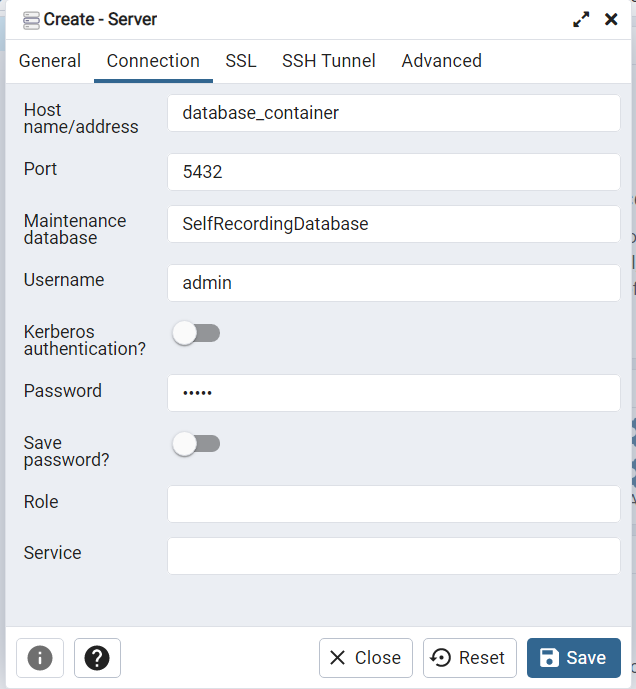 Create - Server
General Connection SSL SSH Tunnel Advanced
Host
name/address
database_container
Port
5432
Maintenance
database
SelfRecordingDatabase
Username
admin
Kerberos
authentication?
Password
•••••
Save
password?
Role
Service
Close Reset Save